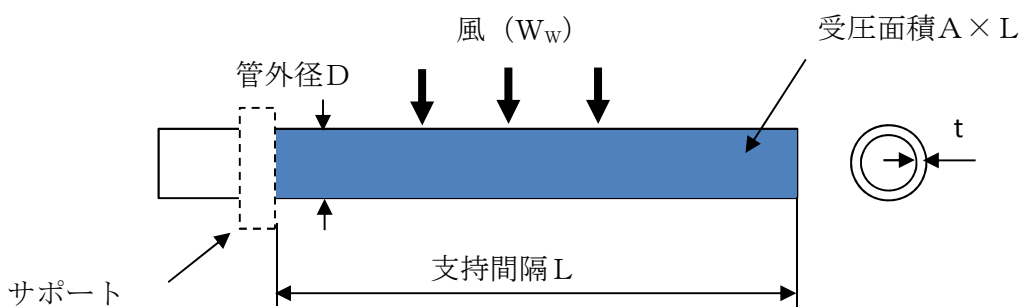 風（W_W）
受圧面積Ａ×Ｌ
管外径Ｄ
t
支持間隔Ｌ
サポート